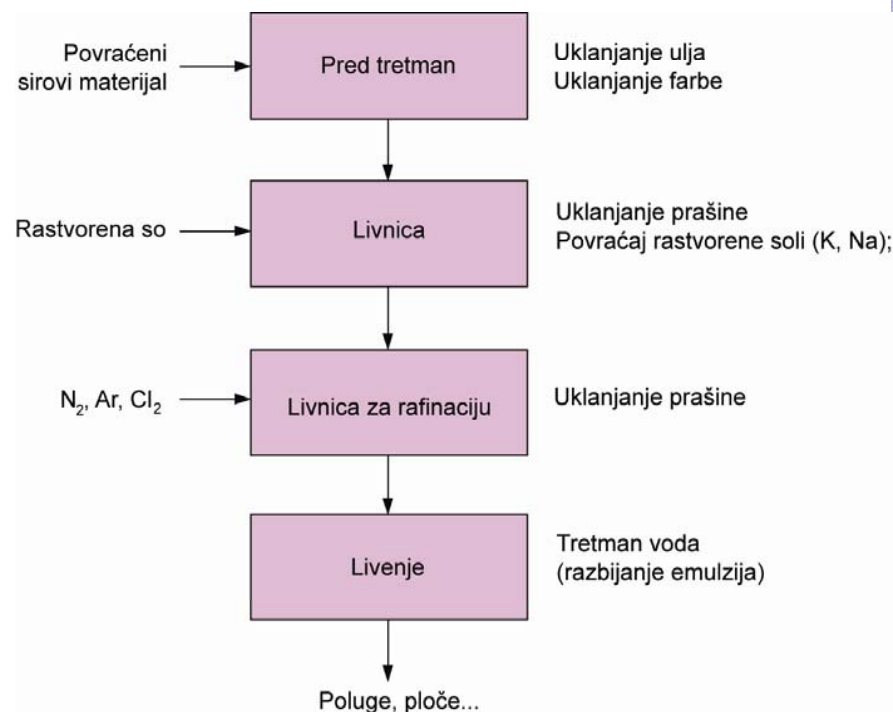 Povraćeni
sirovi materijal
Pred tretman
Uklanjanje ulja
Uklanjanje farbe
Rastvorena so
Livnica
Uklanjanje prašine
Povraćaj rastvorene soli (K, Na);
N₂, Ar, Cl₂
Livnica za rafinaciju
Uklanjanje prašine
Livenje
Tretman voda
(razbijanje emulzija)
Poluge, ploče...